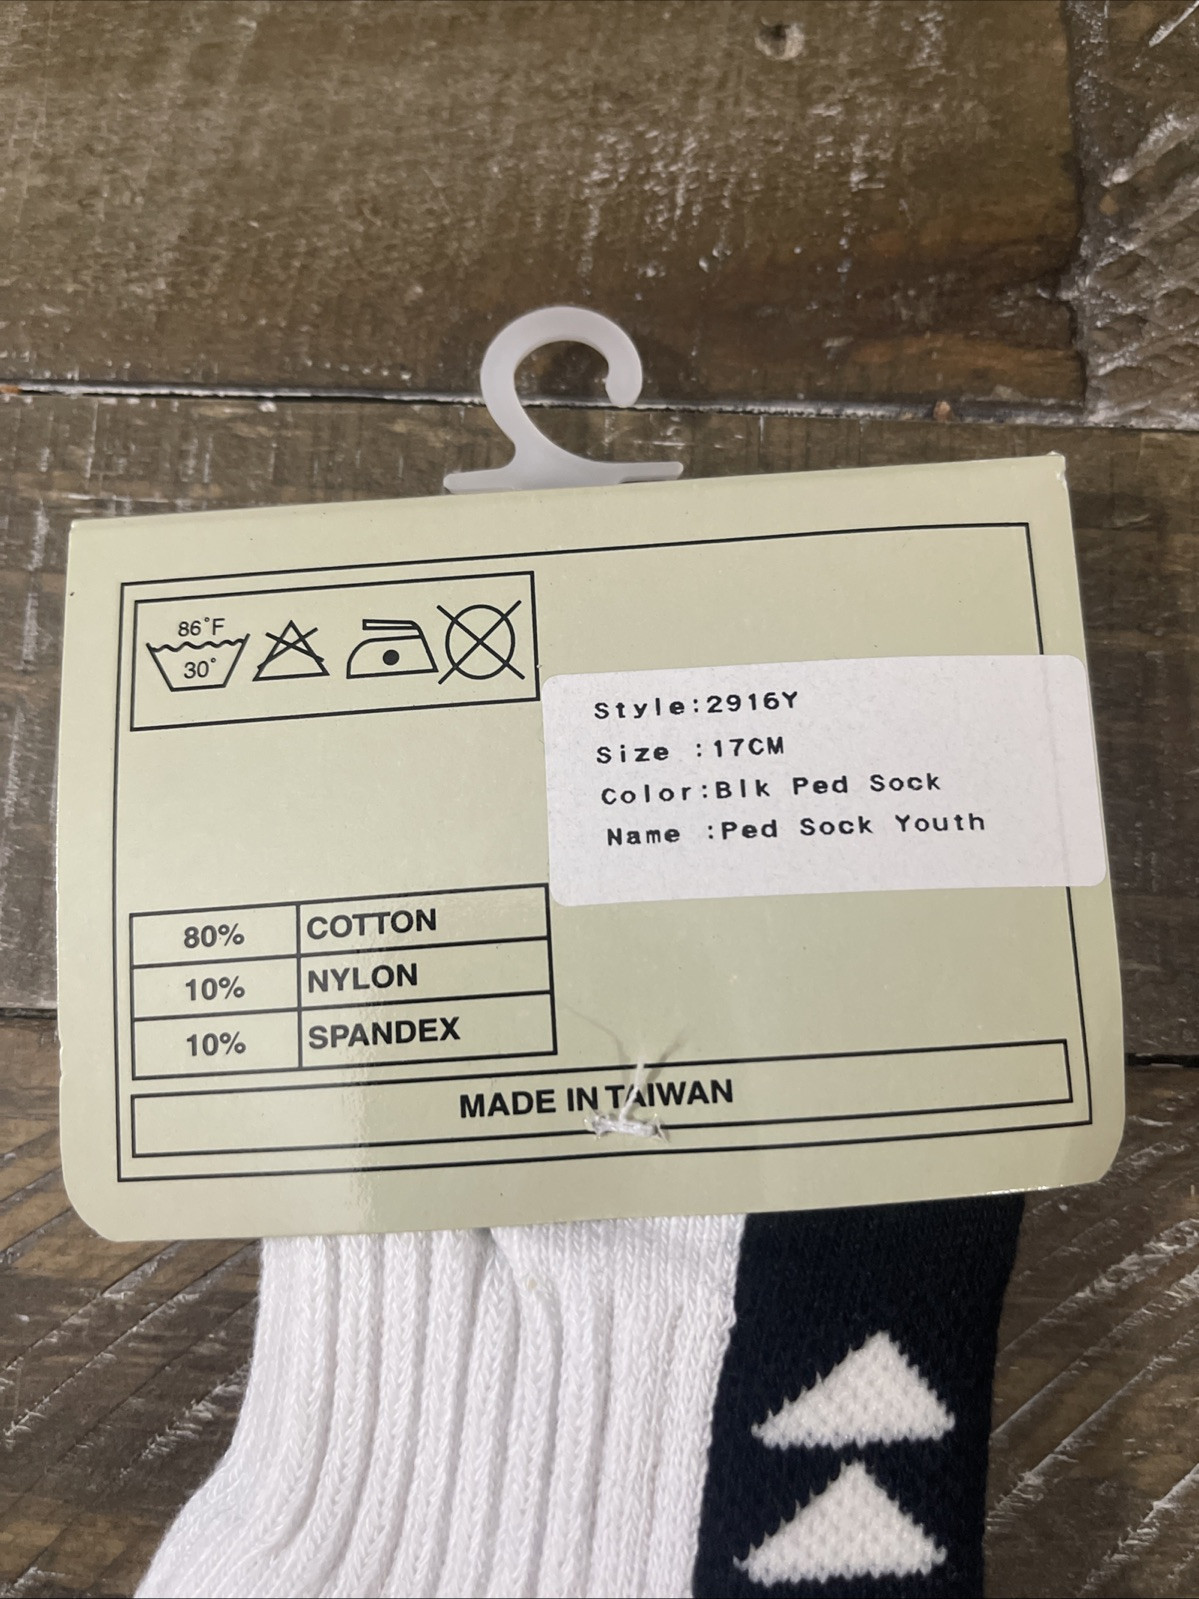 86°F
30°
Style:2916Y
Size :17CM
Color:Blk Ped Sock
Name :Ped Sock Youth
80% COTTON
10% NYLON
10% SPANDEX
MADE IN TAIWAN